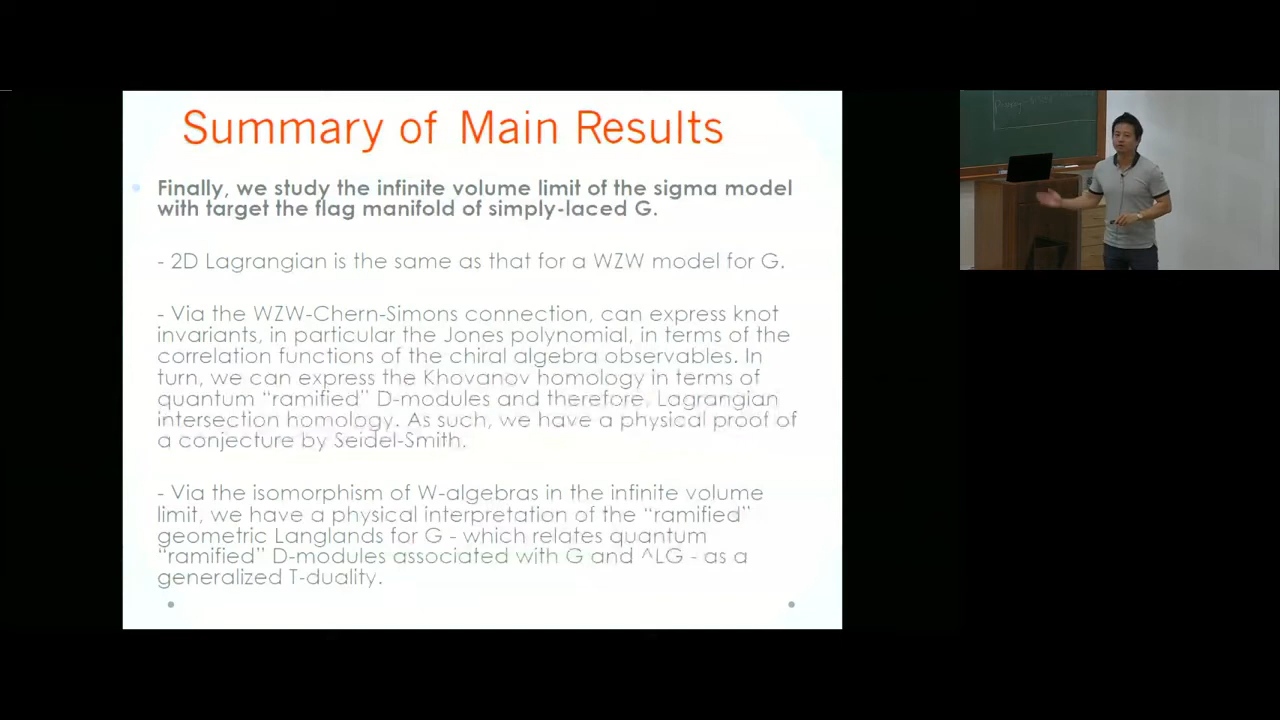 Summary of Main Results
Finally, we study the infinite volume limit of the sigma model
with target the flag manifold of simply-laced G.
- 2D Lagrangian is the same as that for a WZW model for G.
- Via the WZW-Chern-Simons connection, can express knot
invariants, in particular the Jones polynomial, in terms of the
correlation functions of the chiral algebra observables. In
turn, we can express the Khovanov homology in terms of
quantum “ramified” D-modules and therefore, Lagrangian
intersection homology. As such, we have a physical proof of
a conjecture by Seidel-Smith.
- Via the isomorphism of W-algebras in the infinite volume
limit, we have a physical interpretation of the “ramified”
geometric Langlands for G - which relates quantum
“ramified” D-modules associated with G and ^LG - as a
generalized T-duality.